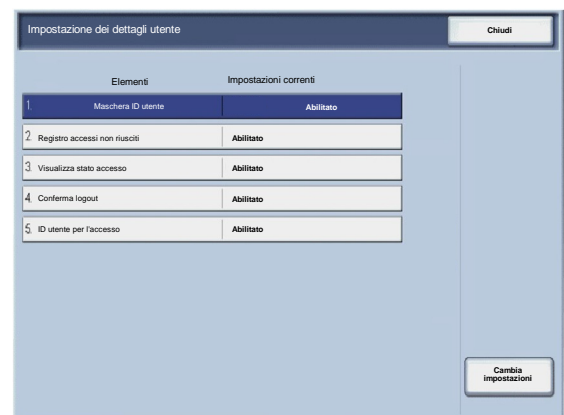 Impostazione dei dettagli utente
Chiudi
Elementi
Impostazioni correnti
1. Maschera ID utente Abilitato
2. Registro accessi non riusciti Abilitato
3. Visualizza stato accesso Abilitato
4. Conferma logout Abilitato
5. ID utente per l'accesso Abilitato
Cambia
impostazioni